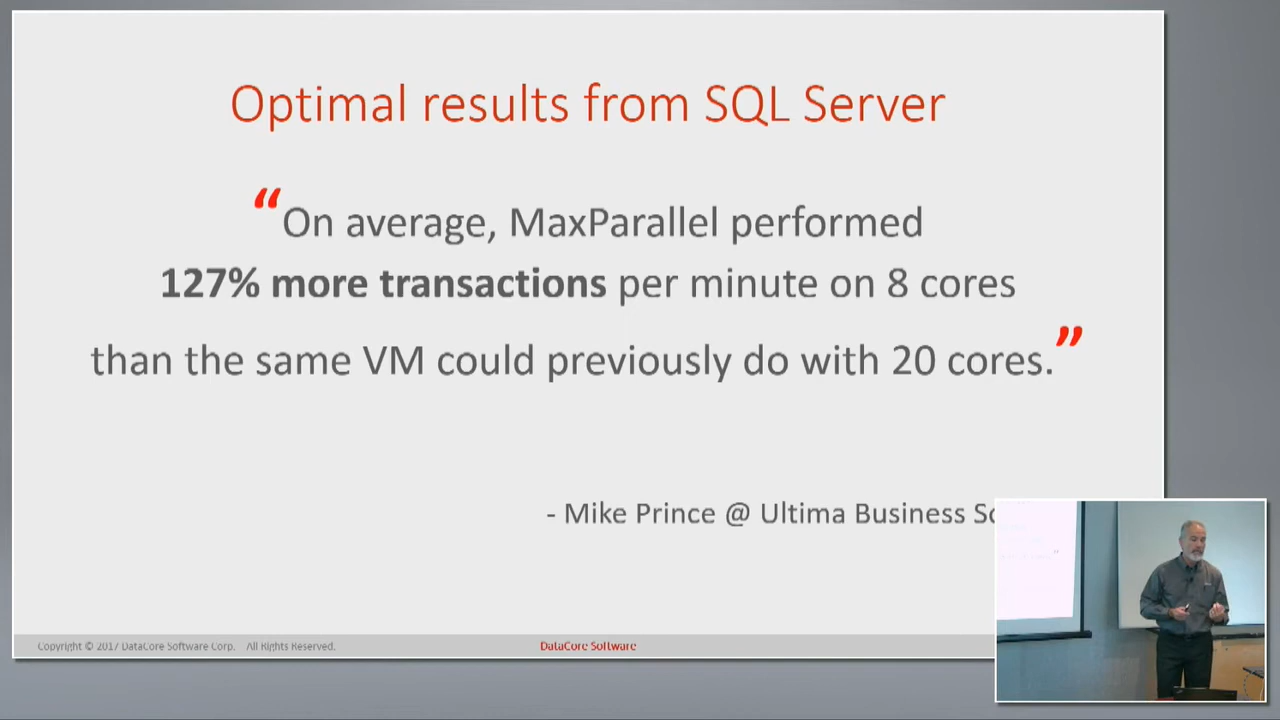 Optimal results from SQL Server
“On average, MaxParallel performed
127% more transactions per minute on 8 cores
than the same VM could previously do with 20 cores.”
- Mike Prince @ Ultima Business
Copyright © 2017 DataCore Software Corp. All Rights Reserved.
DataCore Software